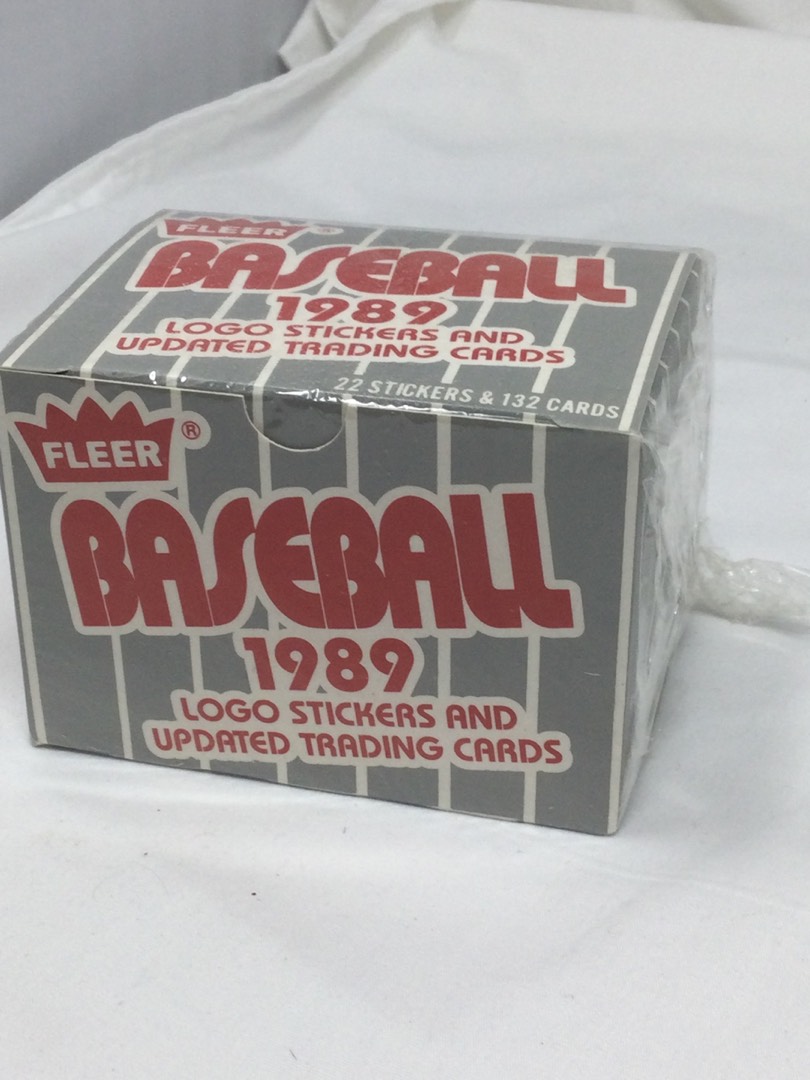 FLEER ®
BASEBALL
1989
LOGO STICKERS AND
UPDATED TRADING CARDS
22 STICKERS & 132 CARDS
FLEER ®
BASEBALL
1989
LOGO STICKERS AND
UPDATED TRADING CARDS